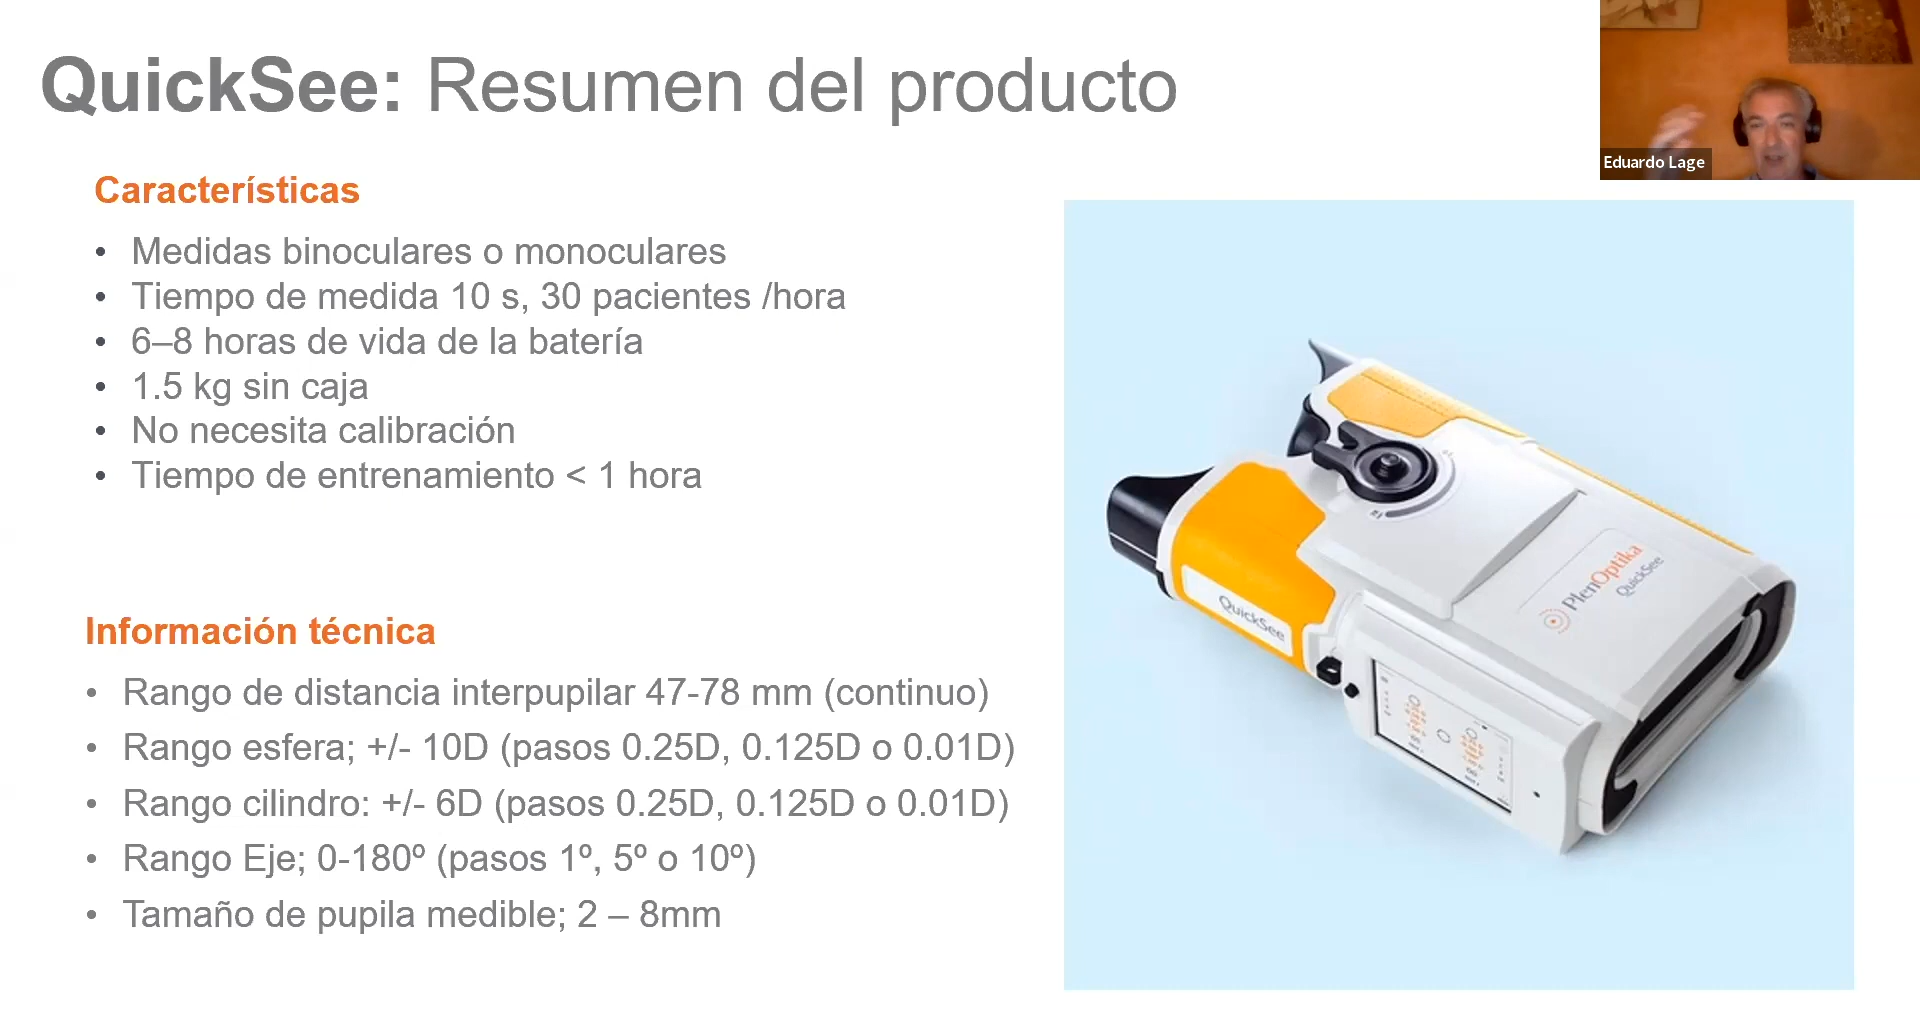 QuickSee: Resumen del producto
Eduardo Lage
Características
• Medidas binoculares o monoculares
• Tiempo de medida 10 s, 30 pacientes /hora
• 6–8 horas de vida de la batería
• 1.5 kg sin caja
• No necesita calibración
• Tiempo de entrenamiento < 1 hora
Información técnica
• Rango de distancia interpupilar 47-78 mm (continuo)
• Rango esfera; +/- 10D (pasos 0.25D, 0.125D o 0.01D)
• Rango cilindro: +/- 6D (pasos 0.25D, 0.125D o 0.01D)
• Rango Eje; 0-180º (pasos 1º, 5º o 10º)
• Tamaño de pupila medible; 2 – 8mm
PlenOptika
QuickSee
QuickSee